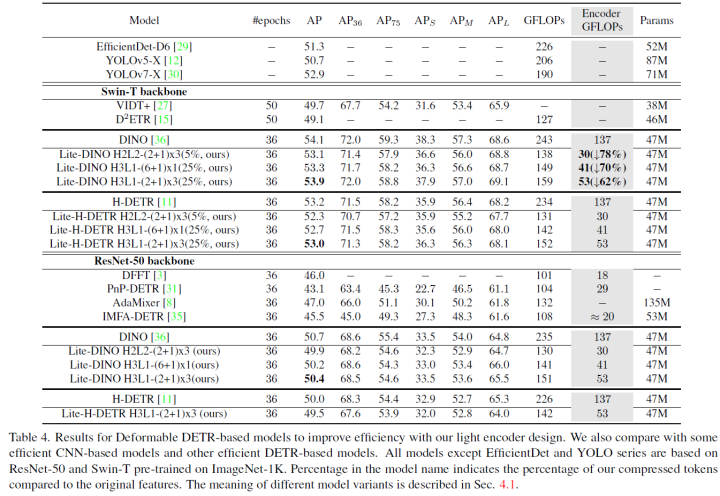 Model #epochs AP AP36 AP75 APS APM APL GFLOPs Encoder GFLOPs Params
EfficientDet-D6 [29] – 51.3 – – – – – 226 – 52M
YOLOv5-X [12] – 50.7 – – – – – 206 – 87M
YOLOv7-X [30] – 52.9 – – – – – 190 – 71M
Swin-T backbone
VIDT+ [27] 50 49.7 67.7 54.2 31.6 53.4 65.9 – – 38M
D2ETR [15] 50 49.1 – – – – – 127 – 46M
DINO [36] 36 54.1 72.0 59.3 38.3 57.3 68.6 243 137 47M
Lite-DINO H2L2-(2+1)x3(5%, ours) 36 53.1 71.4 57.9 36.6 56.0 68.8 138 30(↓78%) 47M
Lite-DINO H3L1-(6+1)x1(25%, ours) 36 53.3 71.7 58.2 36.3 56.6 68.7 149 41(↓70%) 47M
Lite-DINO H3L1-(2+1)x3(25%, ours) 36 53.9 72.0 58.8 37.9 57.0 69.1 159 53(↓62%) 47M
H-DETR [11] 36 53.2 71.5 58.2 35.9 56.4 68.2 234 137 47M
Lite-H-DETR H2L2-(2+1)x3(5%, ours) 36 52.3 70.7 57.2 35.9 55.2 67.7 131 30 47M
Lite-H-DETR H3L1-(6+1)x1(25%, ours) 36 52.7 71.5 58.3 35.6 56.0 68.0 142 41 47M
Lite-H-DETR H3L1-(2+1)x3(25%, ours) 36 53.0 71.3 58.2 36.3 56.3 68.1 152 53 47M
ResNet-50 backbone
DFFT [3] 36 46.0 – – – – – 101 18 –
PnP-DETR [31] 36 43.1 63.4 45.3 22.7 46.5 61.1 104 29 –
AdaMixer [8] 36 47.0 66.0 51.1 30.1 50.2 61.8 132 – 135M
IMFA-DETR [35] 36 45.5 45.0 49.3 27.3 48.3 61.6 108 ≈ 20 53M
DINO [36] 36 50.7 68.6 55.4 33.5 54.0 64.8 235 137 47M
Lite-DINO H2L2-(2+1)x3 (ours) 36 49.9 68.2 54.6 32.3 52.9 64.7 130 30 47M
Lite-DINO H3L1-(6+1)x1(ours) 36 50.2 68.6 54.3 33.0 53.4 66.0 141 41 47M
Lite-DINO H3L1-(2+1)x3(ours) 36 50.4 68.5 54.6 33.5 53.6 65.5 151 53 47M
H-DETR [11] 36 50.0 68.3 54.4 32.9 52.7 65.3 226 137 47M
Lite-H-DETR H3L1-(2+1)x3 (ours) 36 49.5 67.6 53.9 32.0 52.8 64.0 142 53 47M
Table 4. Results for Deformable DETR-based models to improve efficiency with our light encoder design. We also compare with some
efficient CNN-based models and other efficient DETR-based models. All models except EfficientDet and YOLO series are based on
ResNet-50 and Swin-T pre-trained on ImageNet-1K. Percentage in the model name indicates the percentage of our compressed tokens
compared to the original features. The meaning of different model variants is described in Sec. 4.1.